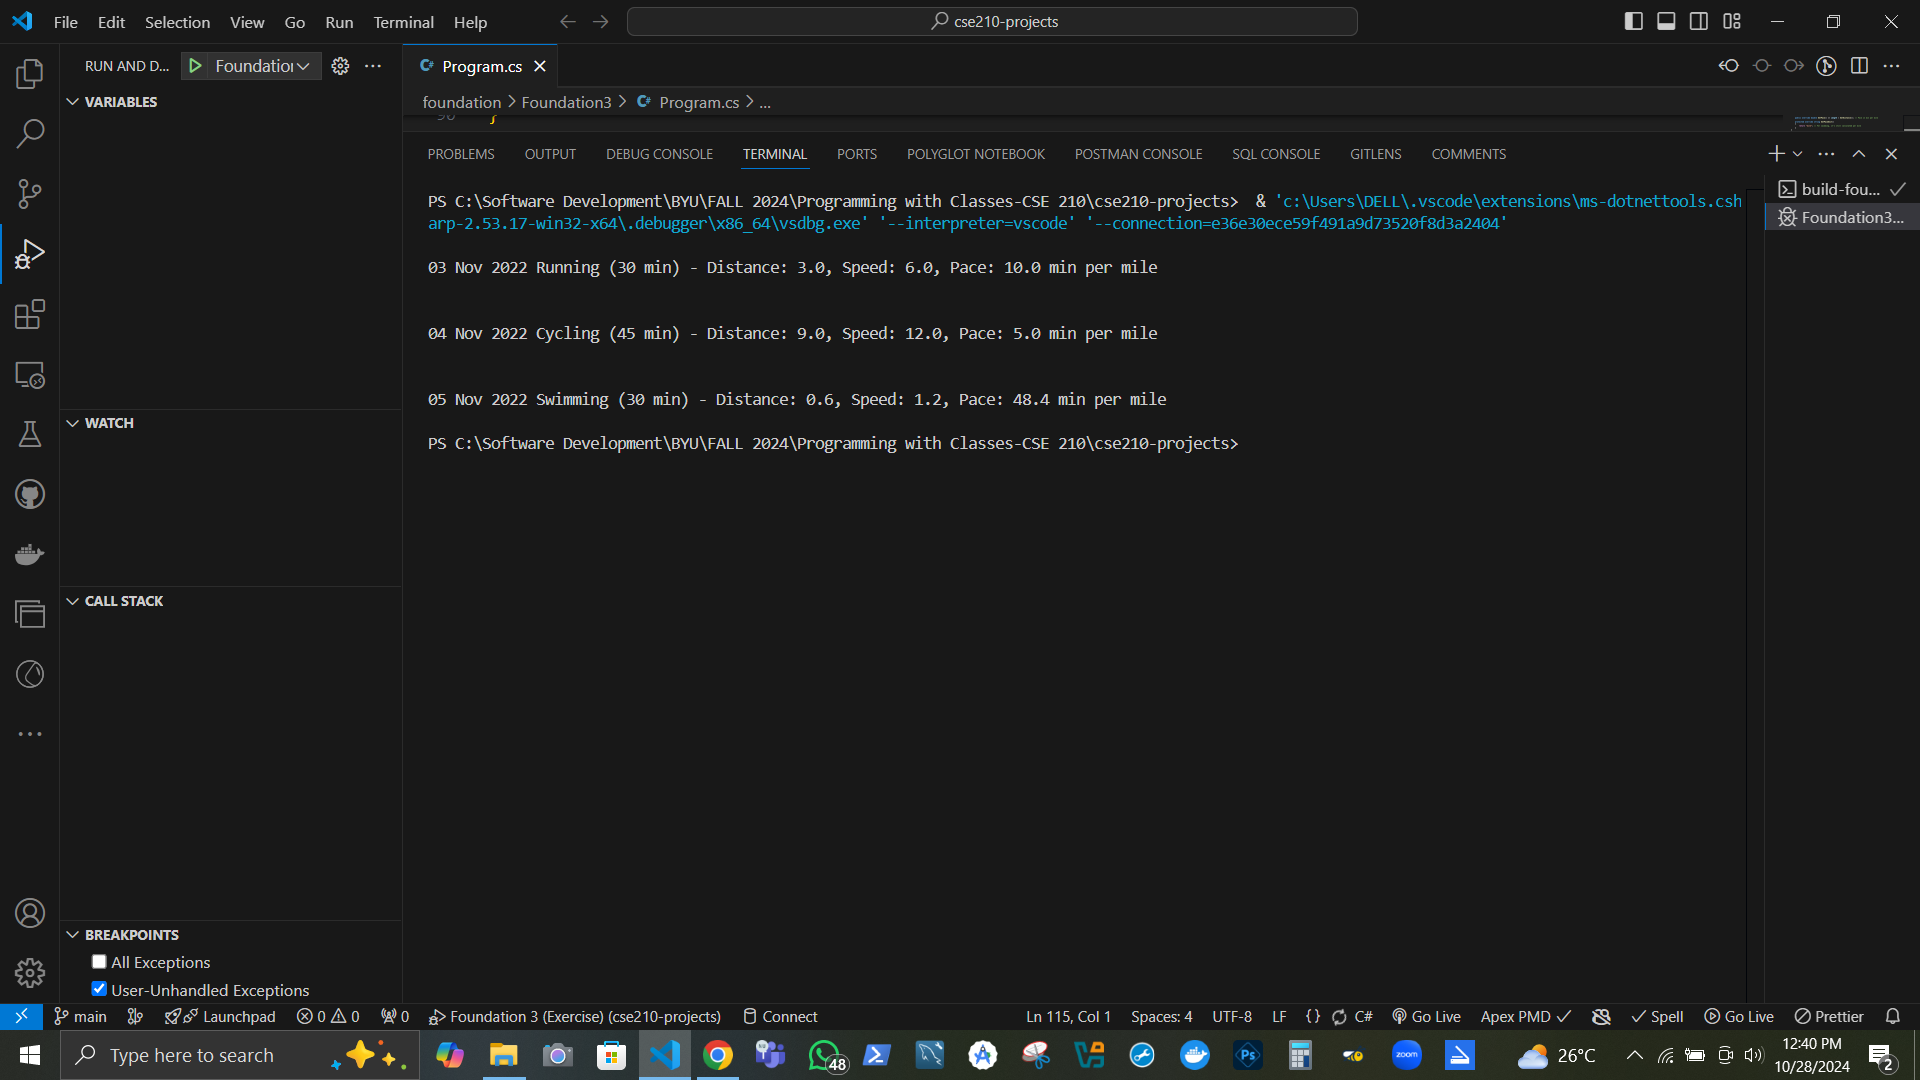 File Edit Selection View Go Run Terminal Help
cse210-projects
RUN AND D... Foundation
Program.cs
foundation > Foundation3 > Program.cs > ...
VARIABLES
WATCH
CALL STACK
BREAKPOINTS
All Exceptions
User-Unhandled Exceptions
96 }
PROBLEMS OUTPUT DEBUG CONSOLE TERMINAL PORTS POLYGLOT NOTEBOOK POSTMAN CONSOLE SQL CONSOLE GITLENS COMMENTS
PS C:\Software Development\BYU\FALL 2024\Programming with Classes-CSE 210\cse210-projects> & 'c:\Users\DELL\.vscode\extensions\ms-dotnettools.csh
arp-2.53.17-win32-x64\.debugger\x86_64\vsdbg.exe' '--interpreter=vscode' '--connection=e36e30ece59f491a9d73520f8d3a2404'
03 Nov 2022 Running (30 min) - Distance: 3.0, Speed: 6.0, Pace: 10.0 min per mile
04 Nov 2022 Cycling (45 min) - Distance: 9.0, Speed: 12.0, Pace: 5.0 min per mile
05 Nov 2022 Swimming (30 min) - Distance: 0.6, Speed: 1.2, Pace: 48.4 min per mile
PS C:\Software Development\BYU\FALL 2024\Programming with Classes-CSE 210\cse210-projects>
build-fou...
Foundation3...
main Launchpad 0 0 0 Foundation 3 (Exercise) (cse210-projects) Connect Ln 115, Col 1 Spaces: 4 UTF-8 LF {} C# Go Live Apex PMD Spell Go Live Prettier
Type here to search
48
Ps
zoom
26°C
12:40 PM
10/28/2024
2